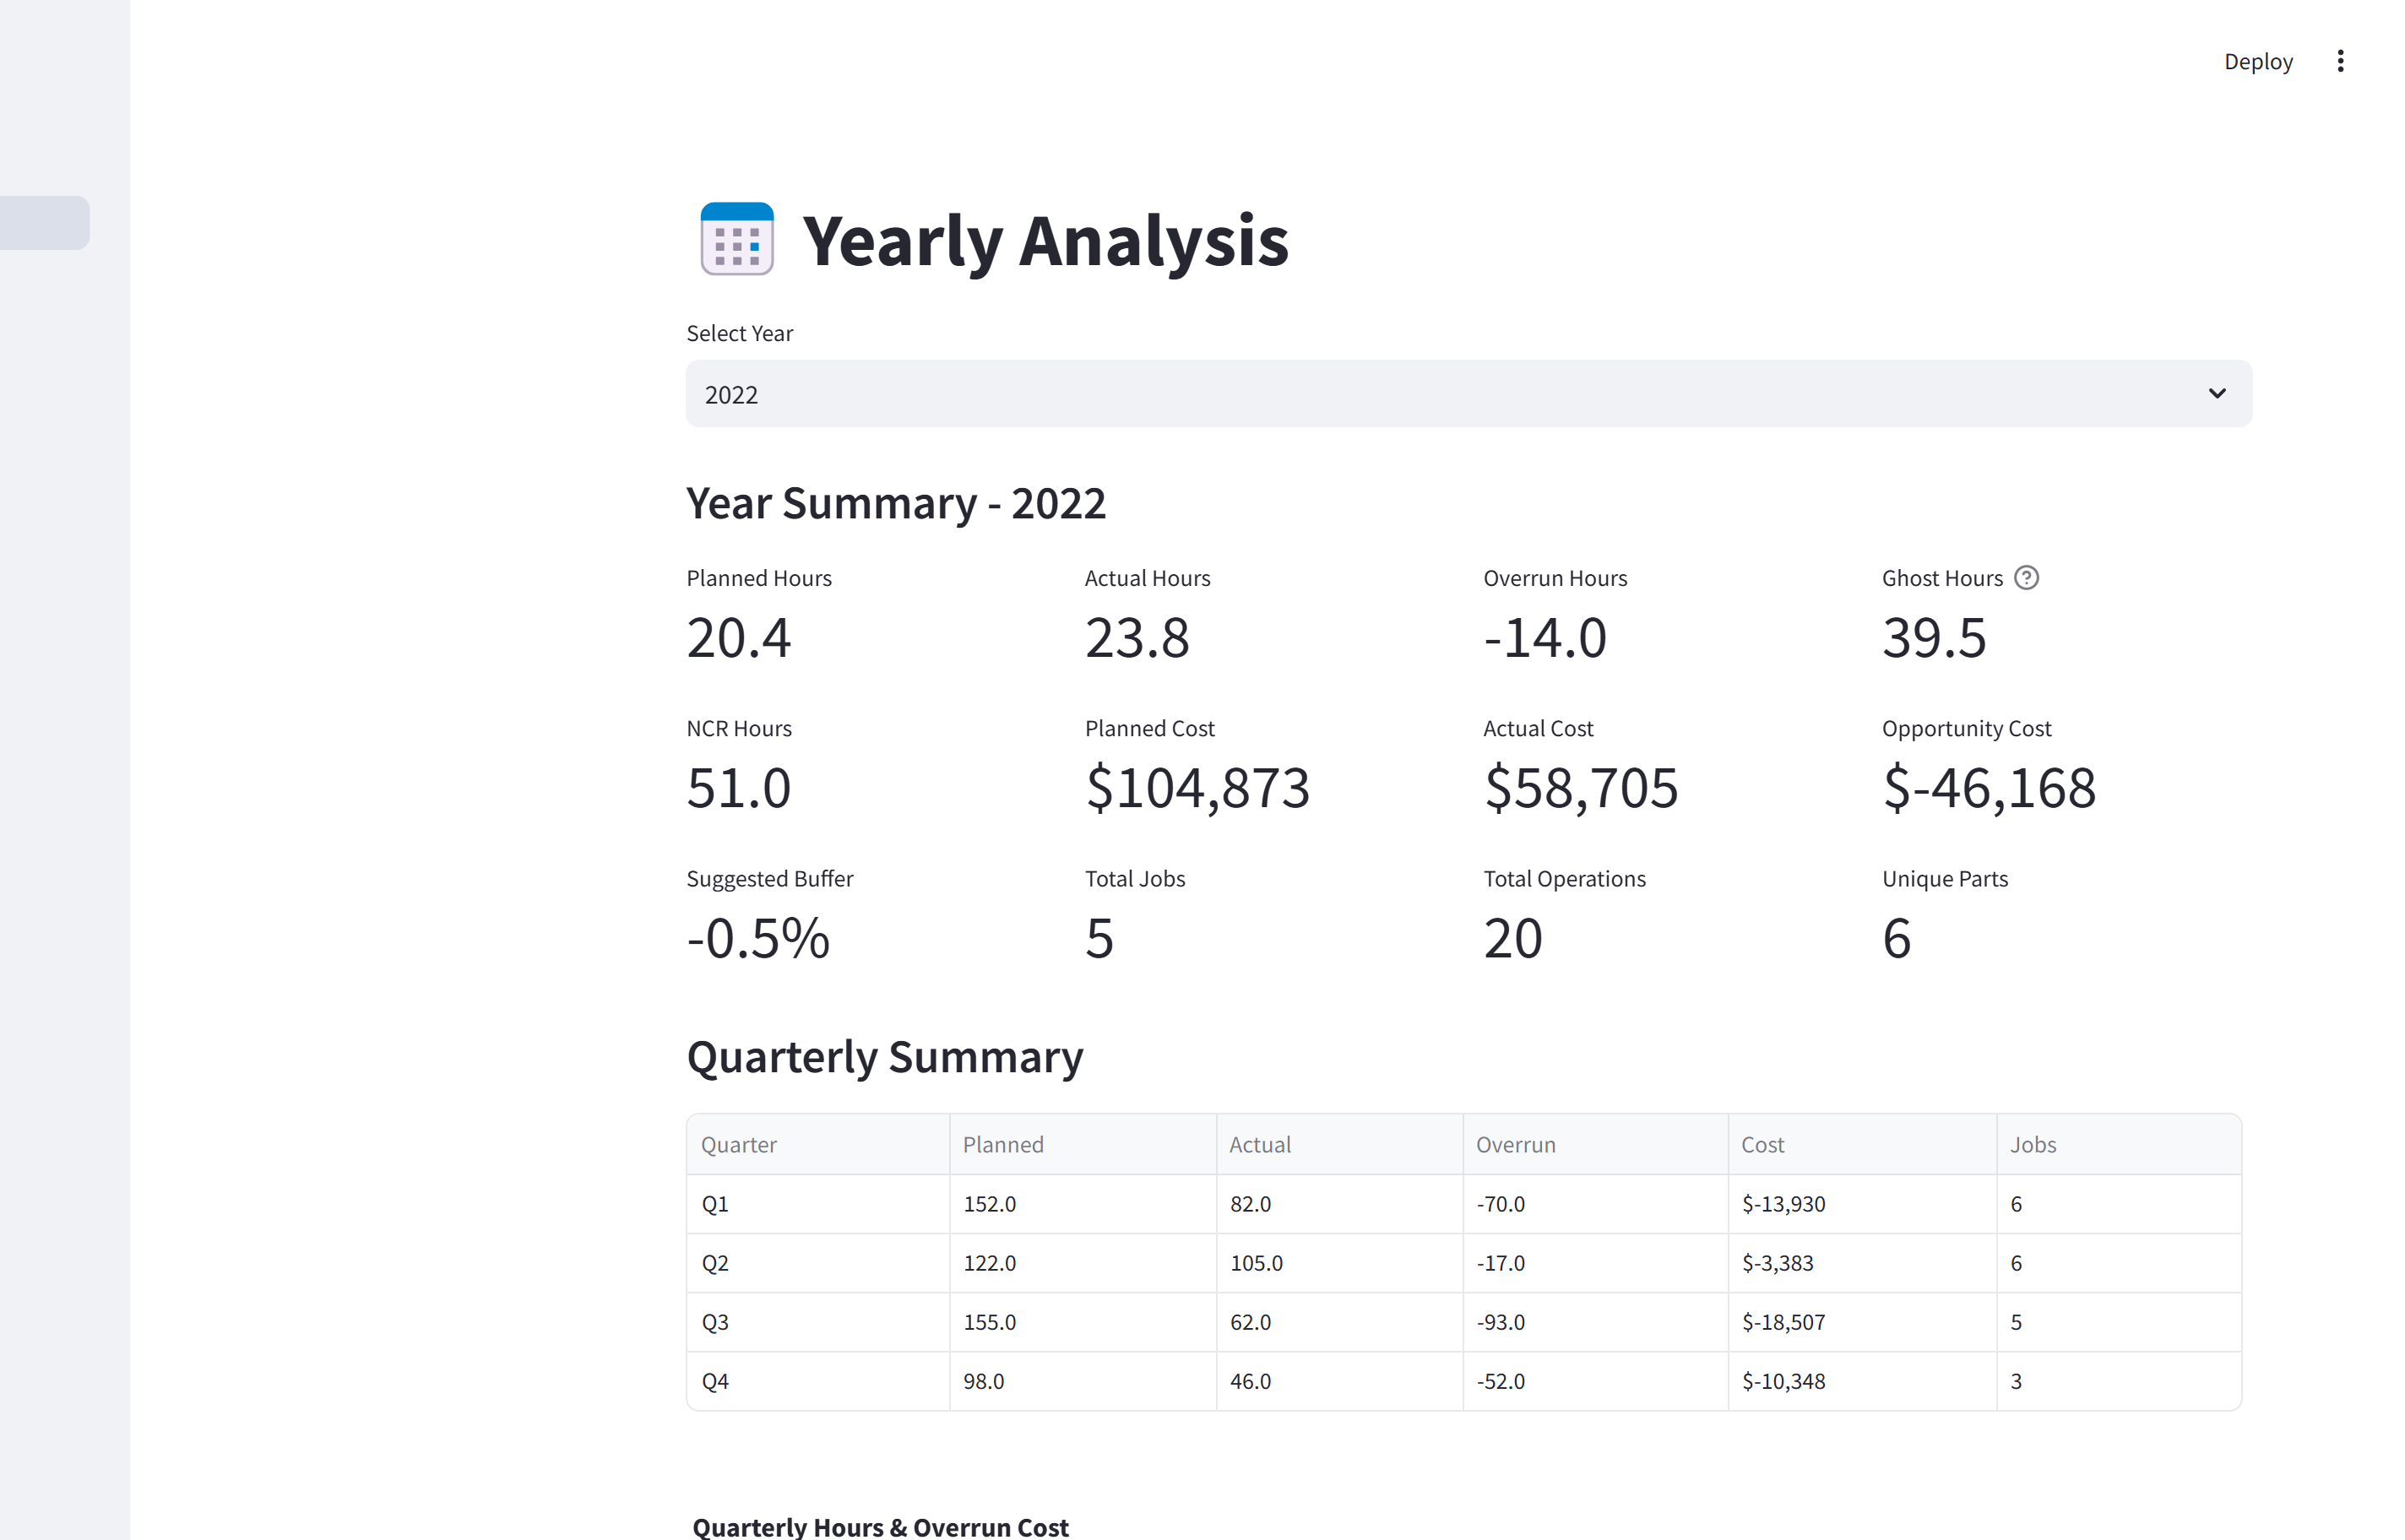 Deploy
Yearly Analysis
Select Year
2022
Year Summary - 2022
Planned Hours Actual Hours Overrun Hours Ghost Hours
20.4 23.8 -14.0 39.5
NCR Hours Planned Cost Actual Cost Opportunity Cost
51.0 $104,873 $58,705 $-46,168
Suggested Buffer Total Jobs Total Operations Unique Parts
-0.5% 5 20 6
Quarterly Summary
Quarter Planned Actual Overrun Cost Jobs
Q1 152.0 82.0 -70.0 $-13,930 6
Q2 122.0 105.0 -17.0 $-3,383 6
Q3 155.0 62.0 -93.0 $-18,507 5
Q4 98.0 46.0 -52.0 $-10,348 3
Quarterly Hours & Overrun Cost